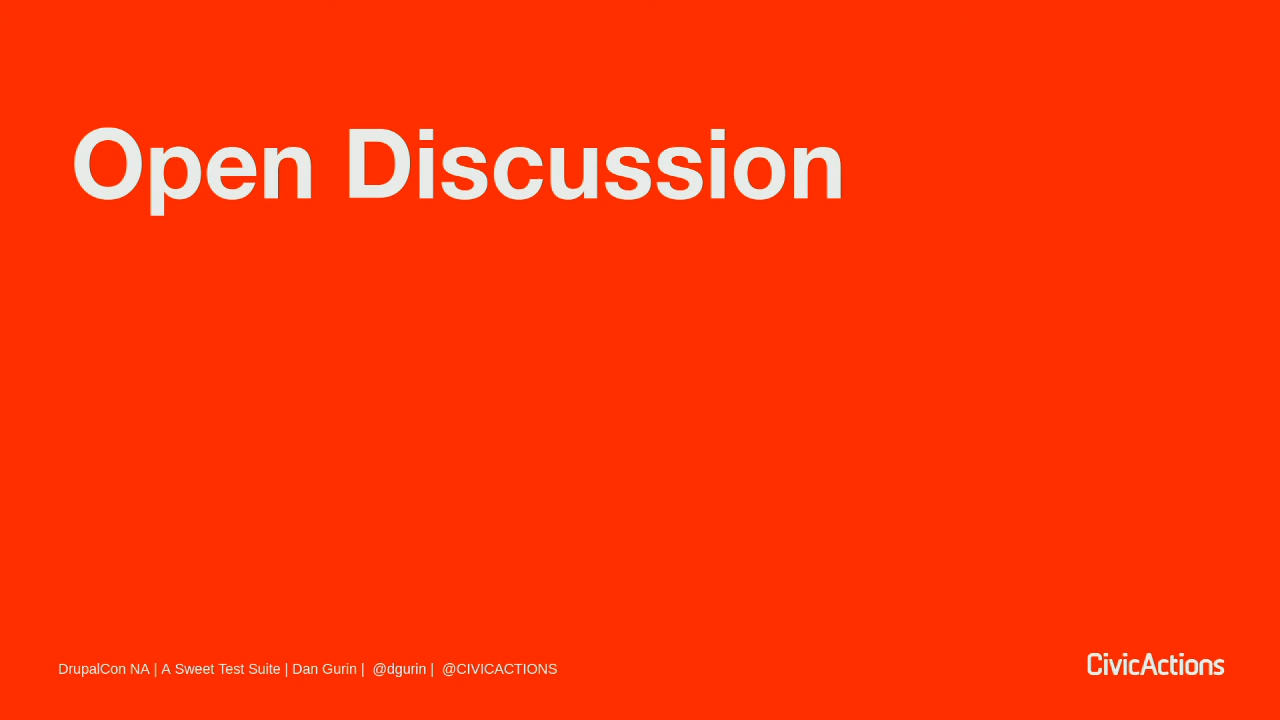 Open Discussion
DrupalCon NA | A Sweet Test Suite | Dan Gurin | @dgurin | @CIVICACTIONS
CivicActions